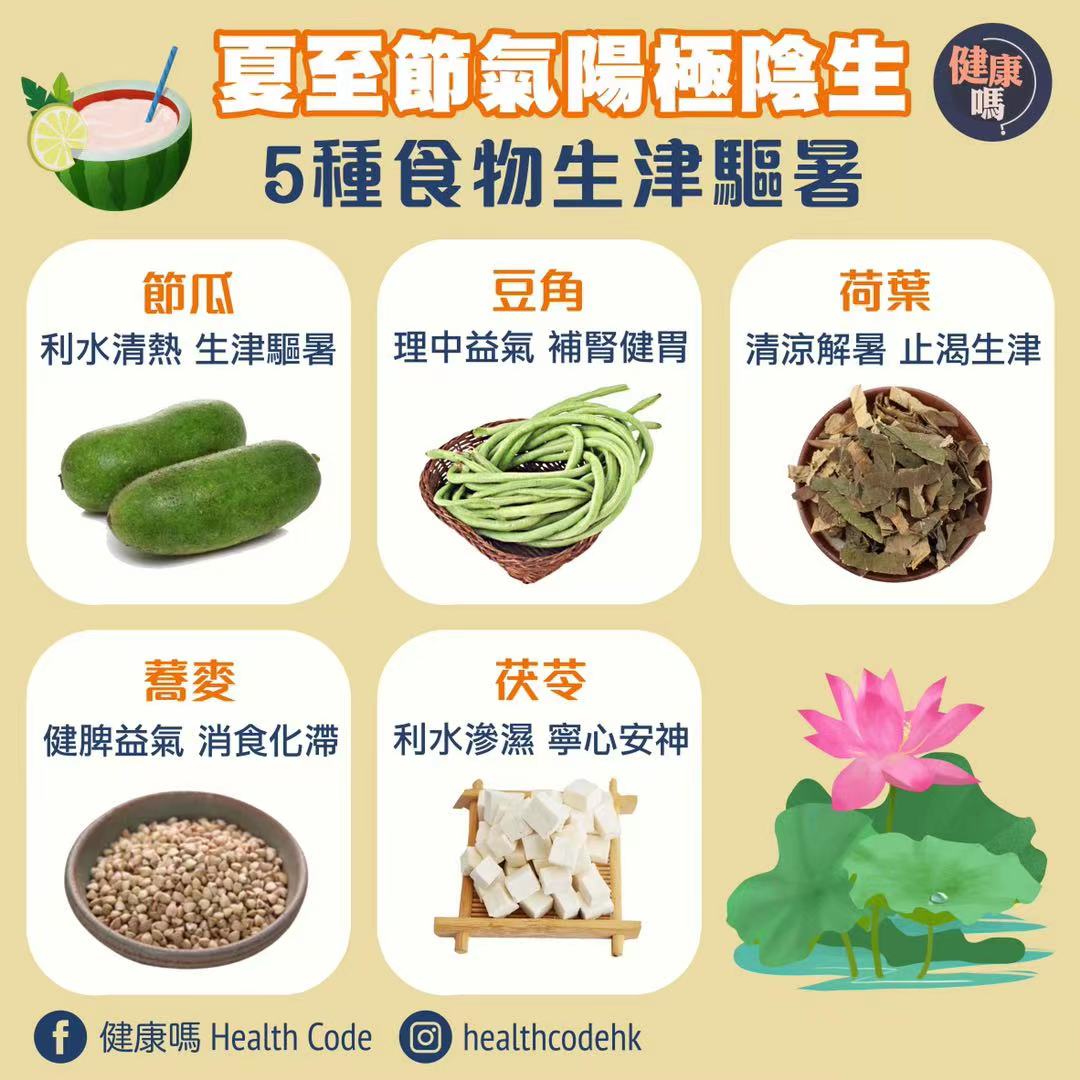 夏至節氣陽極陰生
健康
嗎?
5種食物生津驅暑
節瓜
利水清熱 生津驅暑
豆角
理中益氣 補腎健胃
荷葉
清涼解暑 止渴生津
蕎麥
健脾益氣 消食化滯
茯苓
利水滲濕 寧心安神
健康嗎 Health Code
healthcodehk